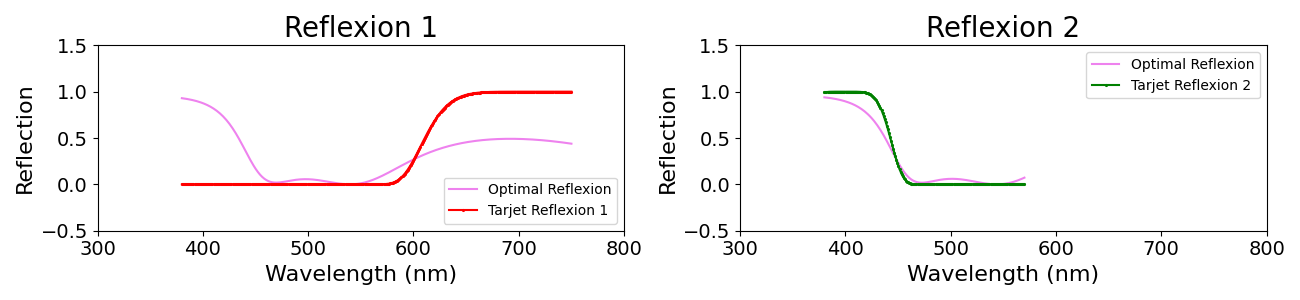 Reflexion 1
Reflection
1.5
1.0
0.5
0.0
−0.5
300 400 500 600 700 800
Wavelength (nm)
Optimal Reflexion
Tarjet Reflexion 1
Reflexion 2
Reflection
1.5
1.0
0.5
0.0
−0.5
300 400 500 600 700 800
Wavelength (nm)
Optimal Reflexion
Tarjet Reflexion 2